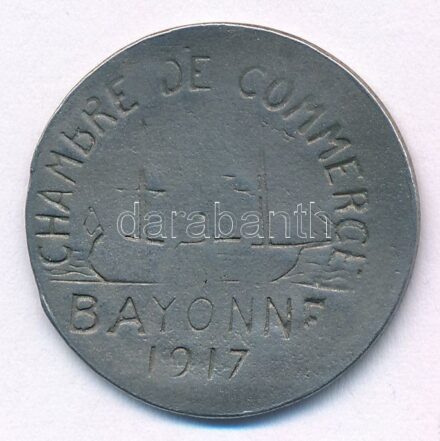 CHAMBRE DE COMMERCE
darabanth
BAYONNE
1917